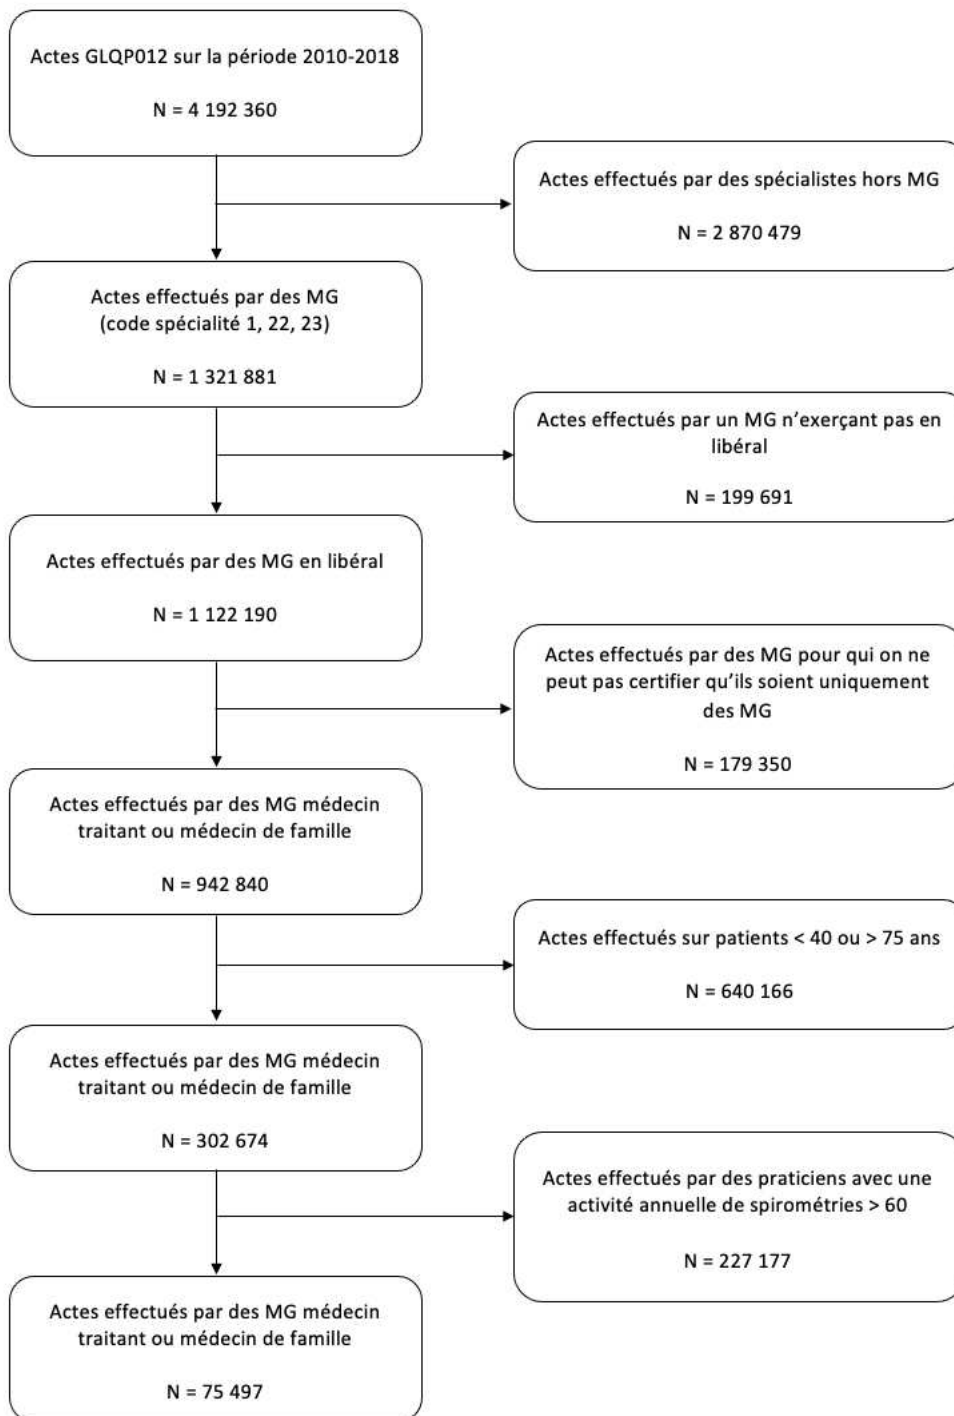 Actes GLQP012 sur la période 2010-2018
N = 4 192 360
Actes effectués par des spécialistes hors MG
N = 2 870 479
Actes effectués par des MG
(code spécialité 1, 22, 23)
N = 1 321 881
Actes effectués par un MG n’exerçant pas en
libéral
N = 199 691
Actes effectués par des MG en libéral
N = 1 122 190
Actes effectués par des MG pour qui on ne
peut pas certifier qu’ils soient uniquement
des MG
N = 179 350
Actes effectués par des MG médecin
traitant ou médecin de famille
N = 942 840
Actes effectués sur patients < 40 ou > 75 ans
N = 640 166
Actes effectués par des MG médecin
traitant ou médecin de famille
N = 302 674
Actes effectués par des praticiens avec une
activité annuelle de spirométries > 60
N = 227 177
Actes effectués par des MG médecin
traitant ou médecin de famille
N = 75 497